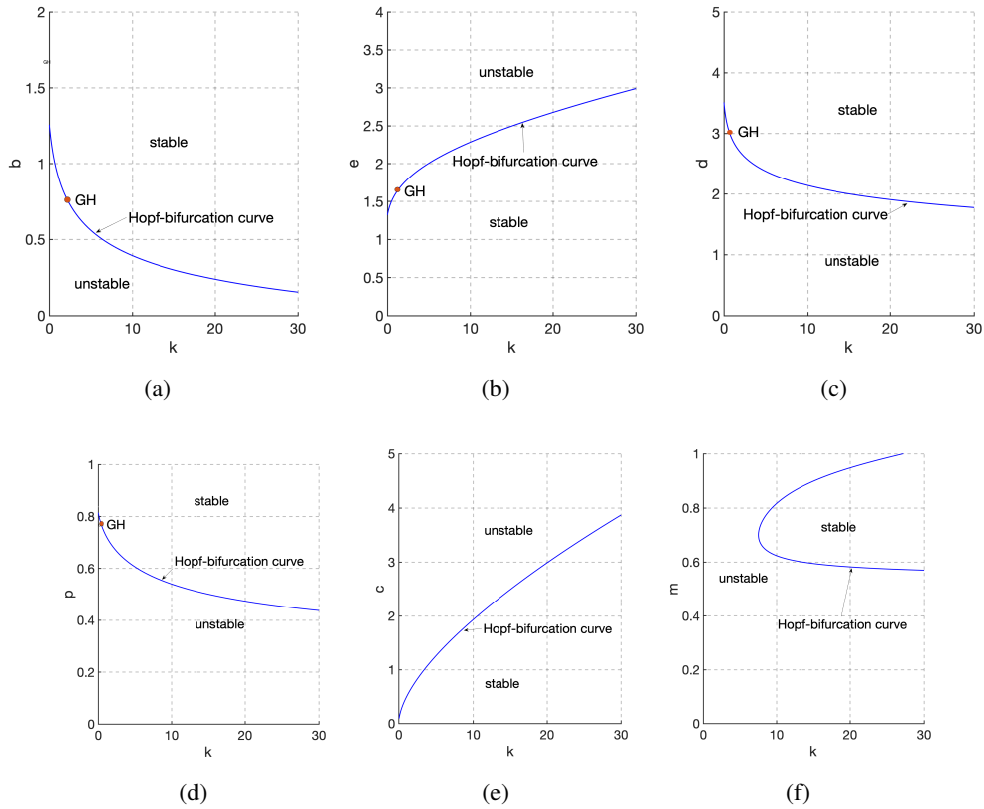 2
1.5
1
0.5
0
0
10
20
30
b
k
GH
stable
GH
Hopf-bifurcation curve
unstable
(a)
4
3.5
3
2.5
2
1.5
1
0.5
0
0
10
20
30
e
k
unstable
Hopf-bifurcation curve
GH
stable
(b)
5
4
3
2
1
0
0
10
20
30
d
k
stable
GH
Hopf-bifurcation curve
unstable
(c)
1
0.8
0.6
0.4
0.2
0
0
10
20
30
p
k
stable
GH
Hopf-bifurcation curve
unstable
(d)
5
4
3
2
1
0
0
10
20
30
c
k
unstable
Hopf-bifurcation curve
stable
(e)
1
0.8
0.6
0.4
0.2
0
0
10
20
30
m
k
stable
unstable
Hopf-bifurcation curve
(f)